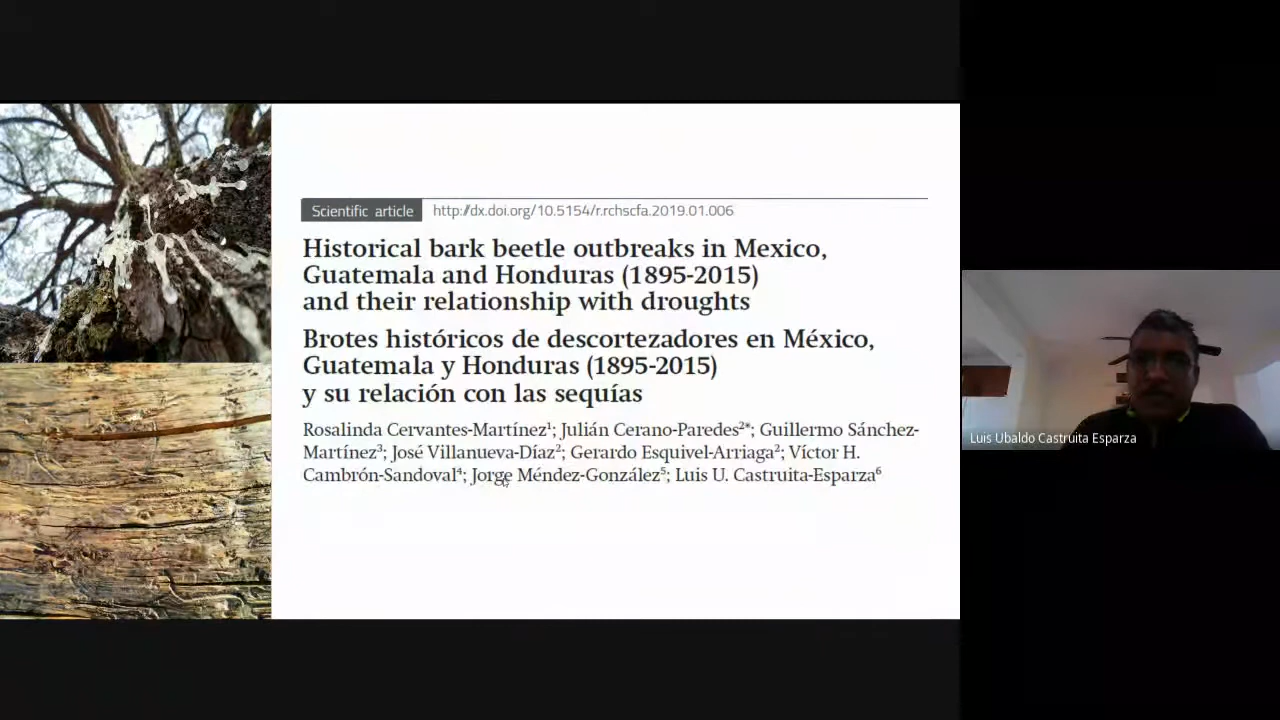 Scientific article http://dx.doi.org/10.5154/r.rchscfa.2019.01.006
Historical bark beetle outbreaks in Mexico,
Guatemala and Honduras (1895-2015)
and their relationship with droughts
Brotes históricos de descortezadores en México,
Guatemala y Honduras (1895-2015)
y su relación con las sequías
Rosalinda Cervantes-Martínez¹; Julián Cerano-Paredes²*; Guillermo Sánchez-
Martínez³; José Villanueva-Díaz²; Gerardo Esquivel-Arriaga²; Víctor H.
Cambrón-Sandoval⁴; Jorge Méndez-González⁵; Luis U. Castruita-Esparza⁶
Luis Ubaldo Castruita Esparza